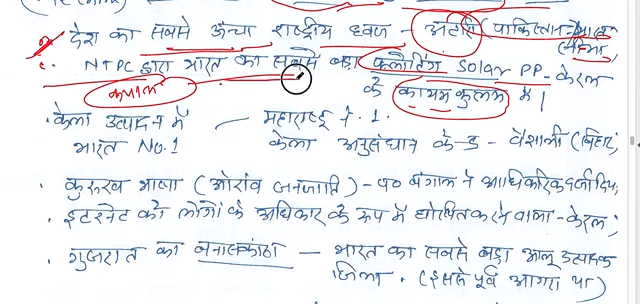 देश का सबसे ऊंचा राष्ट्रीय ध्वज - अटारी (पाकिस्तान-भारत सीमा)
NTPC द्वारा भारत का सबसे बड़ा फ्लोटिंग Solar PP - केरल
के कायमकुलम में।
केला उत्पादन में — महाराष्ट्र नं. 1.
भारत No.1 केला अनुसंधान केन्द्र - वैशाली (बिहार)
कुरुख भाषा (ओरांव जनजाति) - प० बंगाल ने आधिकारिक दर्जा दिया
इंटरनेट को लोगों के अधिकार के रूप में घोषित करने वाला - केरल
गुजरात का बनासकांठा — भारत का सबसे बड़ा आलू उत्पादक
जिला. (इससे पूर्व आगरा था)